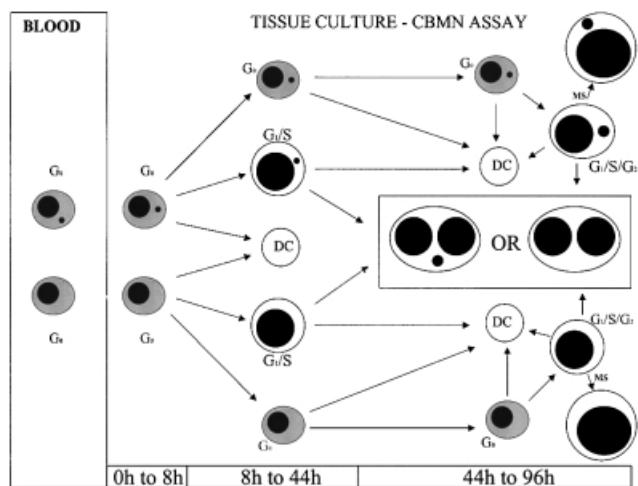 BLOOD
TISSUE CULTURE - CBMN ASSAY
G₀
G₀
MS
G₁/S
G₁/S/G₂
DC
G₀
G₀
DC
OR
G₀
G₀
DC
G₁/S/G₂
G₁/S
MS
G₀
G₀
0h to 8h
8h to 44h
44h to 96h